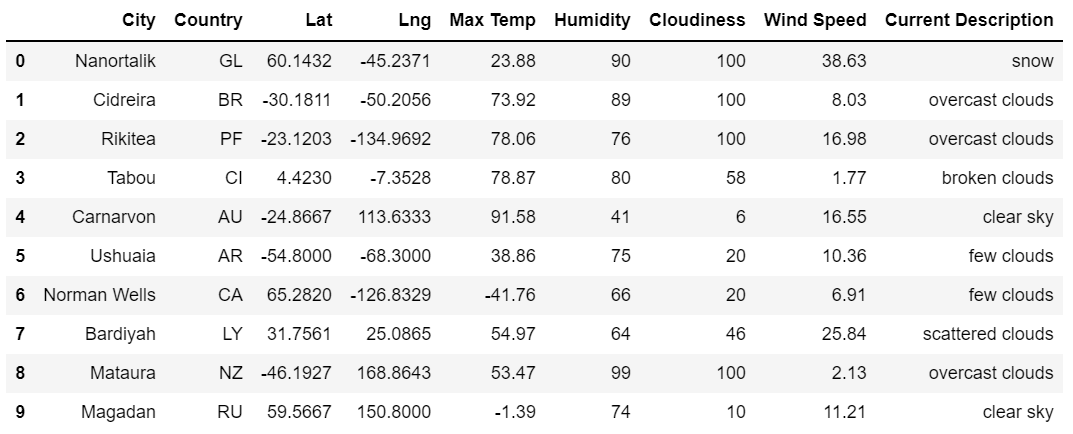 City Country Lat Lng Max Temp Humidity Cloudiness Wind Speed Current Description
0 Nanortalik GL 60.1432 -45.2371 23.88 90 100 38.63 snow
1 Cidreira BR -30.1811 -50.2056 73.92 89 100 8.03 overcast clouds
2 Rikitea PF -23.1203 -134.9692 78.06 76 100 16.98 overcast clouds
3 Tabou CI 4.4230 -7.3528 78.87 80 58 1.77 broken clouds
4 Carnarvon AU -24.8667 113.6333 91.58 41 6 16.55 clear sky
5 Ushuaia AR -54.8000 -68.3000 38.86 75 20 10.36 few clouds
6 Norman Wells CA 65.2820 -126.8329 -41.76 66 20 6.91 few clouds
7 Bardiyah LY 31.7561 25.0865 54.97 64 46 25.84 scattered clouds
8 Mataura NZ -46.1927 168.8643 53.47 99 100 2.13 overcast clouds
9 Magadan RU 59.5667 150.8000 -1.39 74 10 11.21 clear sky